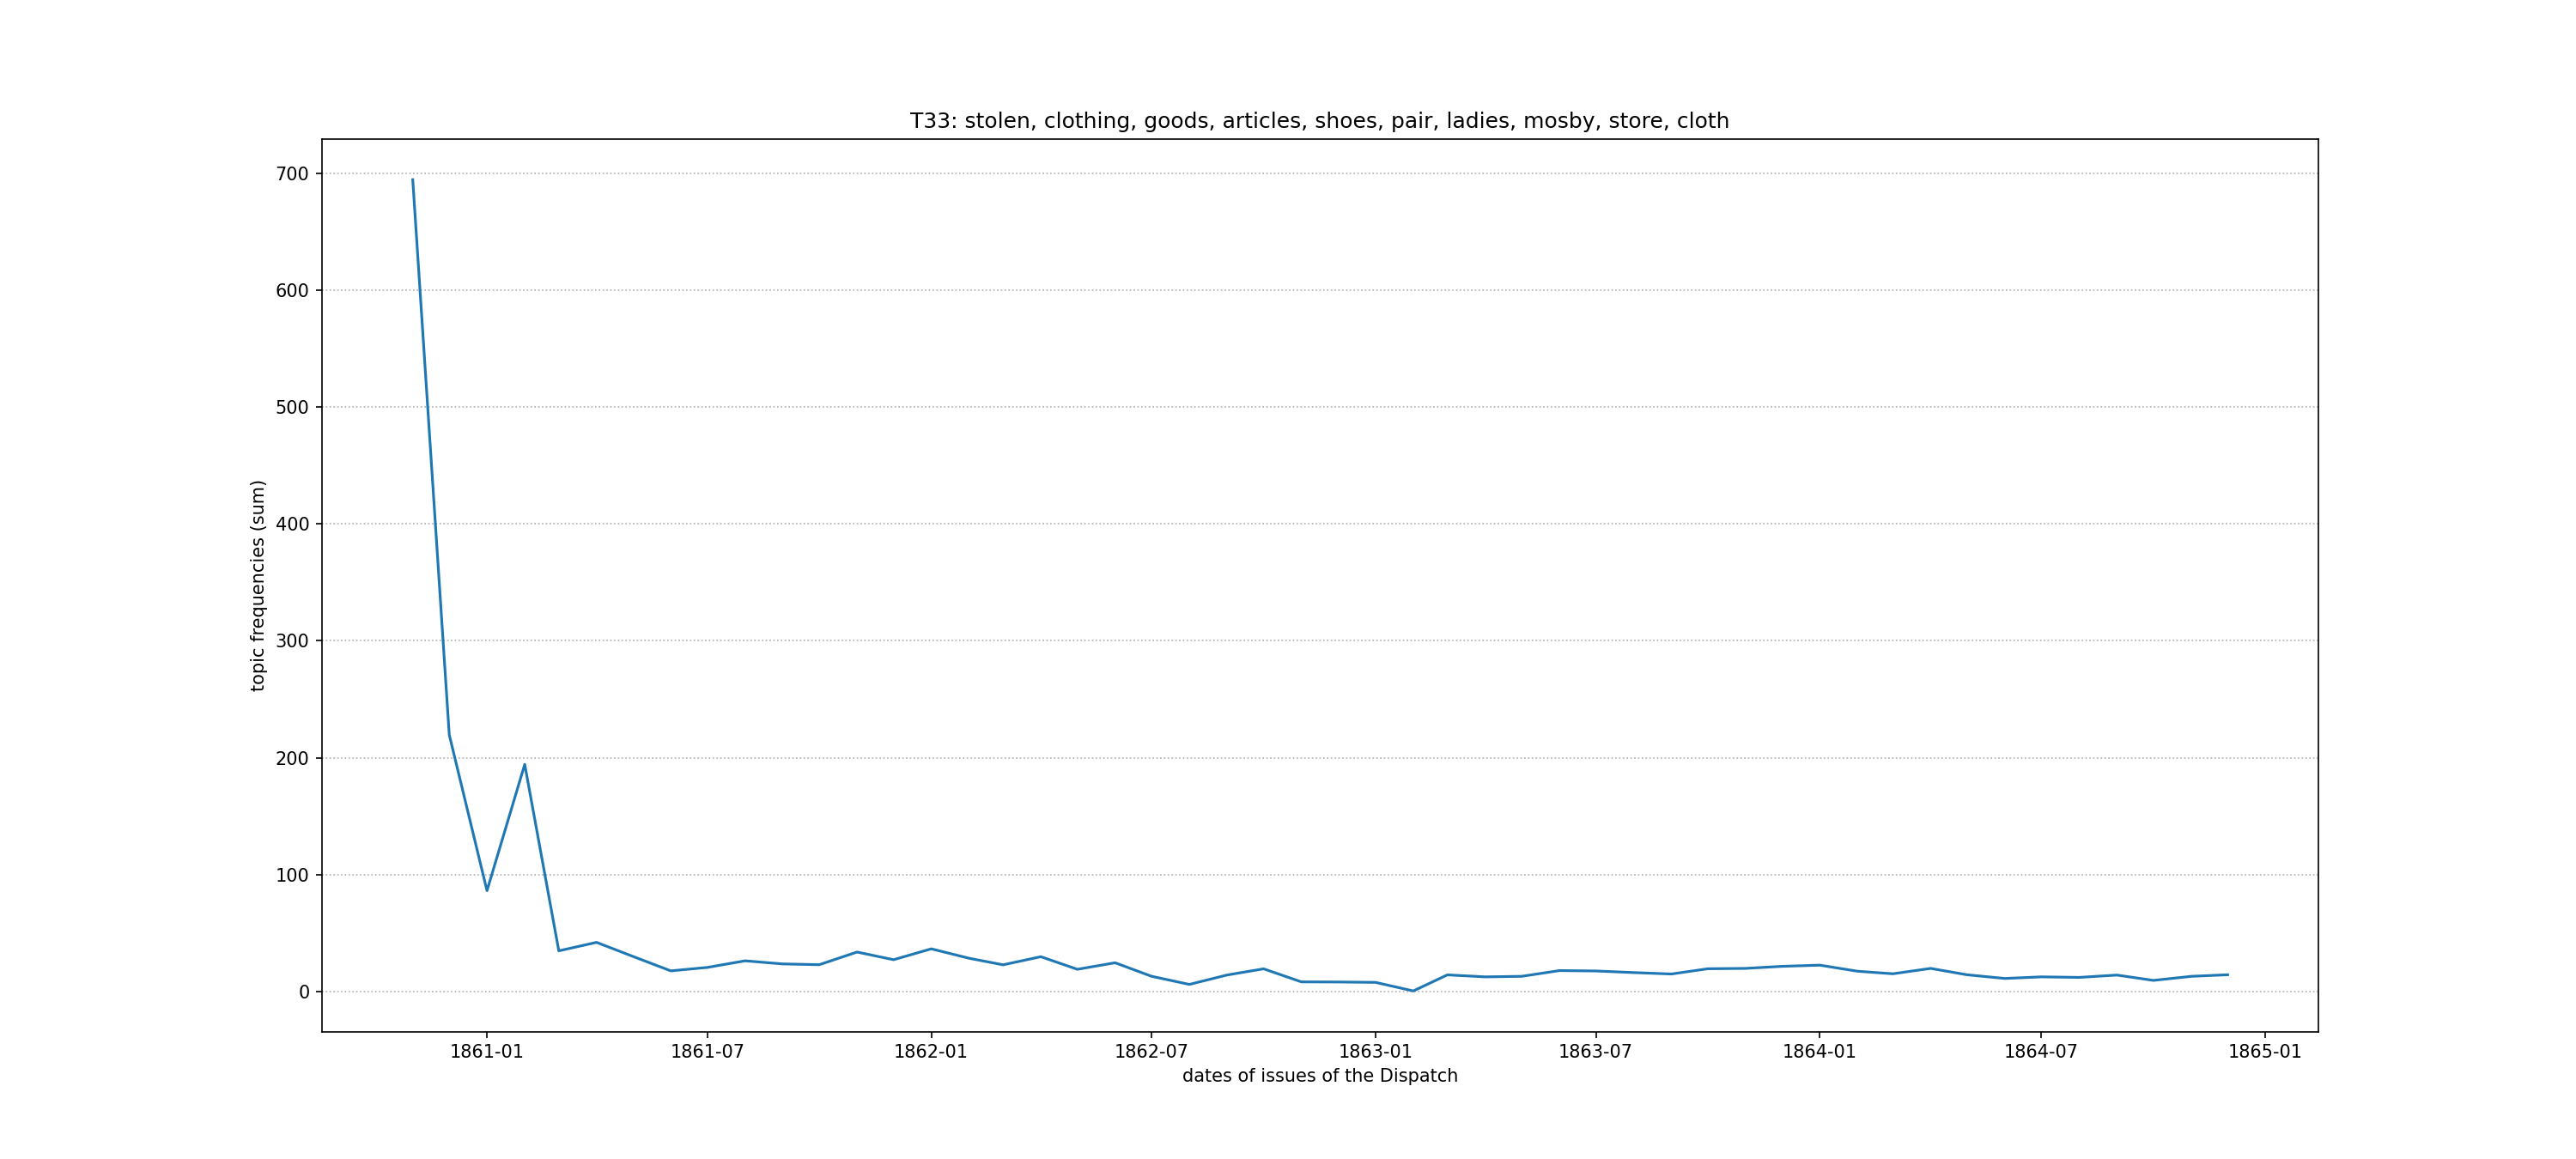 T33: stolen, clothing, goods, articles, shoes, pair, ladies, mosby, store, cloth
topic frequencies (sum)
700
600
500
400
300
200
100
0
1861-01 1861-07 1862-01 1862-07 1863-01 1863-07 1864-01 1864-07 1865-01
dates of issues of the Dispatch